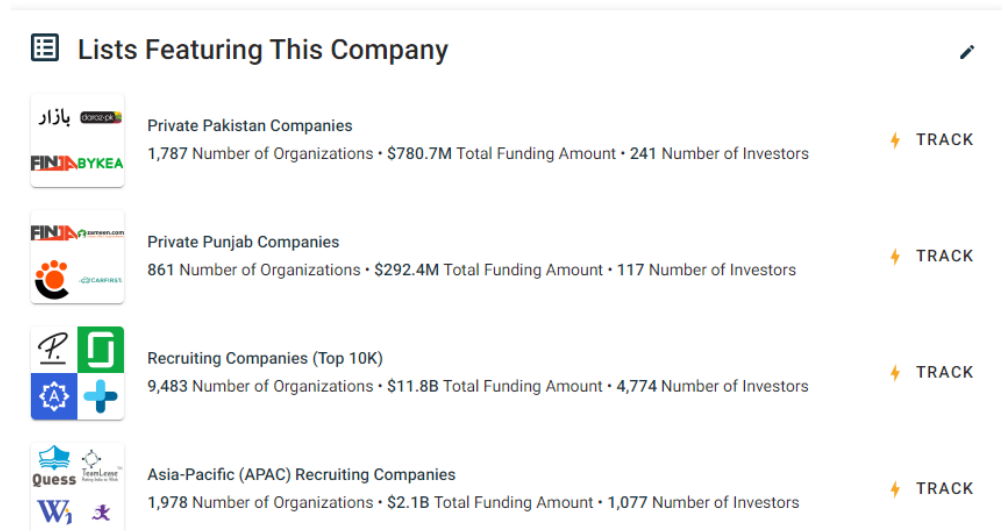 Lists Featuring This Company
بازار daraz.pk
FINJA BYKEA
Private Pakistan Companies
1,787 Number of Organizations • $780.7M Total Funding Amount • 241 Number of Investors
TRACK
FINJA zameen.com
CARFIRST
Private Punjab Companies
861 Number of Organizations • $292.4M Total Funding Amount • 117 Number of Investors
TRACK
P.
A
Recruiting Companies (Top 10K)
9,483 Number of Organizations • $11.8B Total Funding Amount • 4,774 Number of Investors
TRACK
Quess TeamLease
Asia-Pacific (APAC) Recruiting Companies
1,978 Number of Organizations • $2.1B Total Funding Amount • 1,077 Number of Investors
TRACK